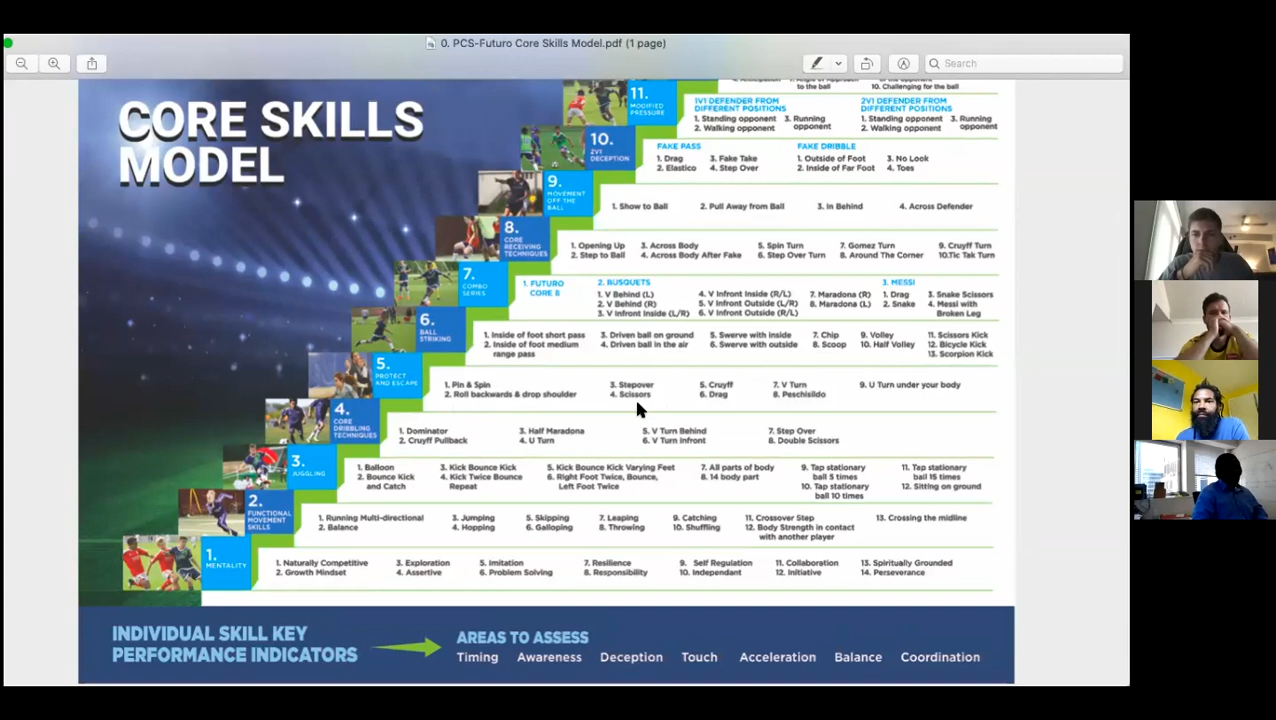 0. PCS-Futuro Core Skills Model.pdf (1 page)
Search
CORE SKILLS
MODEL
to the ball
10. Challenging for the ball
11.
MODIFIED
PRESSURE
1V1 DEFENDER FROM
DIFFERENT POSITIONS
1. Standing opponent 3. Running
2. Walking opponent opponent
2V1 DEFENDER FROM
DIFFERENT POSITIONS
1. Standing opponent 3. Running
2. Walking opponent opponent
10.
2V1
DECEPTION
FAKE PASS
1. Drag 3. Fake Take
2. Elastico 4. Step Over
FAKE DRIBBLE
1. Outside of Foot 3. No Look
2. Inside of Far Foot 4. Toes
9.
MOVEMENT
OFF THE
BALL
1. Show to Ball 2. Pull Away from Ball 3. In Behind 4. Across Defender
8.
CORE
RECEIVING
TECHNIQUES
1. Opening Up 3. Across Body 5. Spin Turn 7. Gomez Turn 9. Cruyff Turn
2. Step to Ball 4. Across Body After Fake 6. Step Over Turn 8. Around The Corner 10.Tic Tak Turn
7.
COMBO
SERIES
1. FUTURO
CORE 8
2. BUSQUETS
1. V Behind (L) 4. V Infront Inside (R/L) 7. Maradona (R)
2. V Behind (R) 5. V Infront Outside (L/R) 8. Maradona (L)
3. V Infront Inside (L/R) 6. V Infront Outside (R/L)
3. MESSI
1. Drag 3. Snake Scissors
2. Snake 4. Messi with
Broken Leg
6.
BALL
STRIKING
1. Inside of foot short pass 3. Driven ball on ground 5. Swerve with inside 7. Chip 9. Volley 11. Scissors Kick
2. Inside of foot medium 4. Driven ball in the air 6. Swerve with outside 8. Scoop 10. Half Volley 12. Bicycle Kick
range pass 13. Scorpion Kick
5.
PROTECT
AND ESCAPE
1. Pin & Spin 3. Stepover 5. Cruyff 7. V Turn 9. U Turn under your body
2. Roll backwards & drop shoulder 4. Scissors 6. Drag 8. Peschisildo
4.
CORE
DRIBBLING
TECHNIQUES
1. Dominator 3. Half Maradona 5. V Turn Behind 7. Step Over
2. Cruyff Pullback 4. U Turn 6. V Turn Infront 8. Double Scissors
3.
JUGGLING
1. Balloon 3. Kick Bounce Kick 5. Kick Bounce Kick Varying Feet 7. All parts of body 9. Tap stationary 11. Tap stationary
2. Bounce Kick 4. Kick Twice Bounce 6. Right Foot Twice, Bounce, 8. 14 body part ball 5 times ball 15 times
and Catch Repeat Left Foot Twice 10. Tap stationary 12. Sitting on ground
ball 10 times
2.
FUNCTIONAL
MOVEMENT
SKILLS
1. Running Multi-directional 3. Jumping 5. Skipping 7. Leaping 9. Catching 11. Crossover Step 13. Crossing the midline
2. Balance 4. Hopping 6. Galloping 8. Throwing 10. Shuffling 12. Body Strength in contact
with another player
1.
MENTALITY
1. Naturally Competitive 3. Exploration 5. Imitation 7. Resilience 9. Self Regulation 11. Collaboration 13. Spiritually Grounded
2. Growth Mindset 4. Assertive 6. Problem Solving 8. Responsibility 10. Independant 12. Initiative 14. Perseverance
INDIVIDUAL SKILL KEY
PERFORMANCE INDICATORS
AREAS TO ASSESS
Timing Awareness Deception Touch Acceleration Balance Coordination